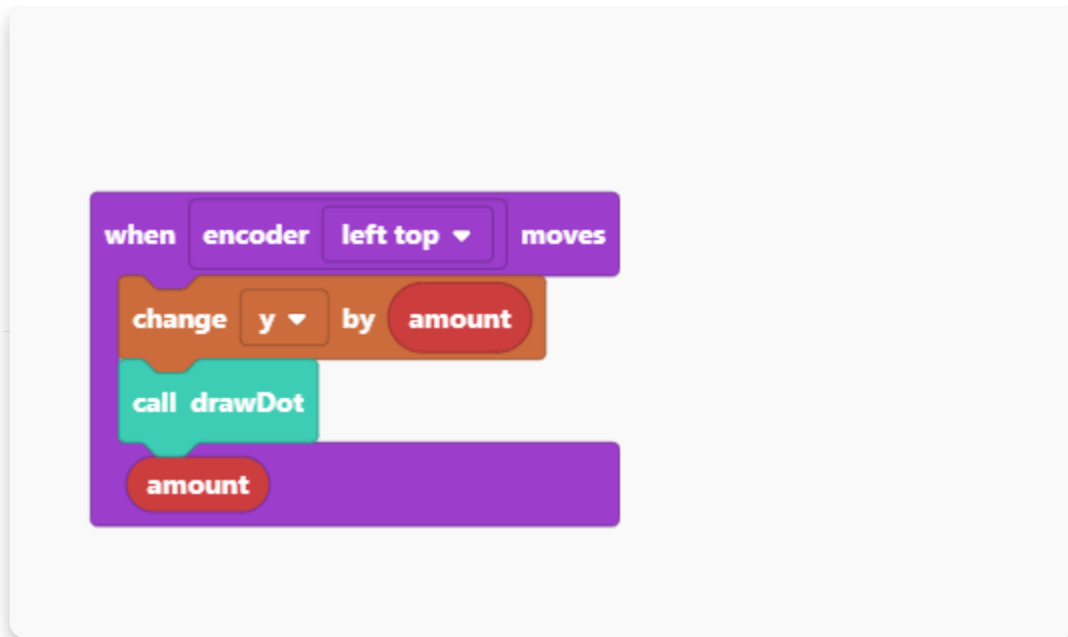 when encoder left top moves
change y by amount
call drawDot
amount